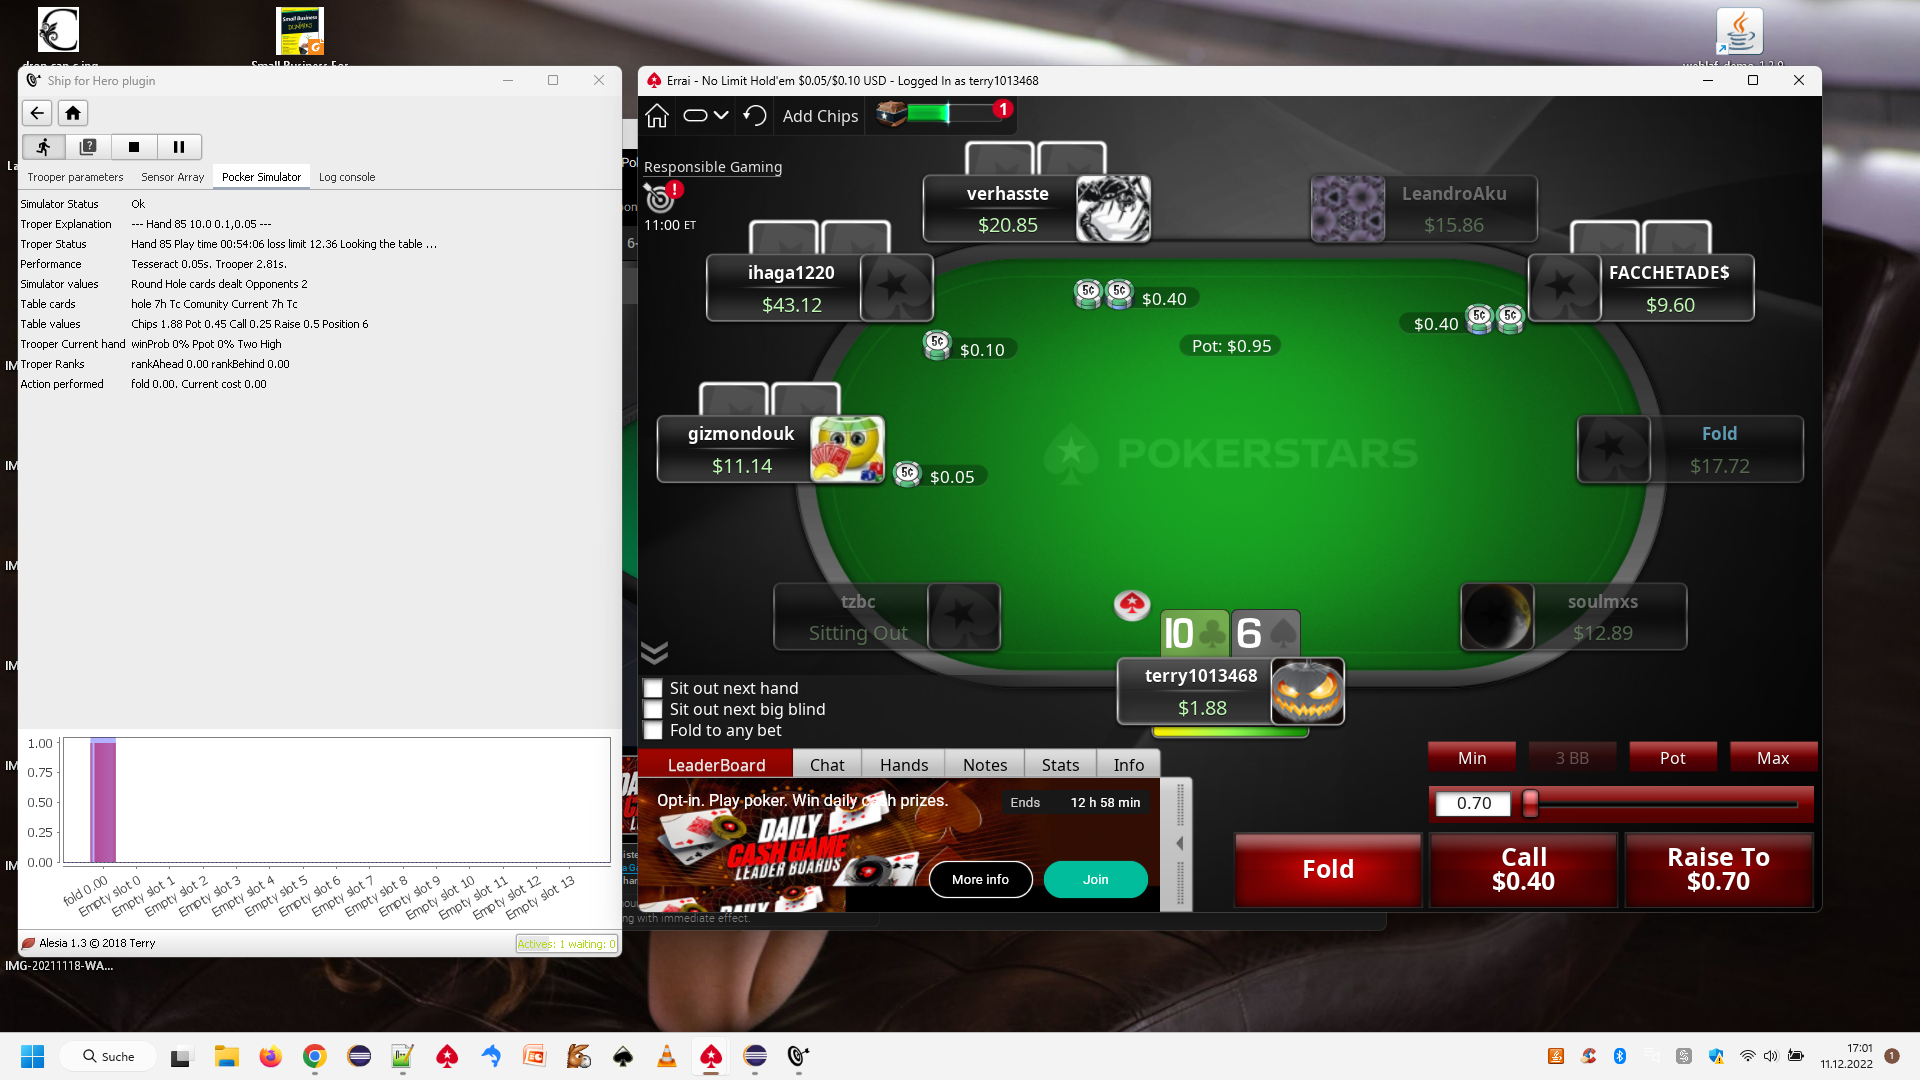 Ship for Hero plugin
Trooper parameters
Sensor Array
Pocker Simulator
Log console
Simulator Status Ok
Troper Explanation --- Hand 85 10.0 0.1,0.05 ---
Troper Status Hand 85 Play time 00:54:06 loss limit 12.36 Looking the table ...
Performance Tesseract 0.05s. Trooper 2.81s.
Simulator values Round Hole cards dealt Opponents 2
Table cards hole 7h Tc Comunity Current 7h Tc
Table values Chips 1.88 Pot 0.45 Call 0.25 Raise 0.5 Position 6
Trooper Current hand winProb 0% Ppot 0% Two High
Troper Ranks rankAhead 0.00 rankBehind 0.00
Action performed fold 0.00. Current cost 0.00
1.00
0.75
0.50
0.25
0.00
fold 0.00
Empty slot 0
Empty slot 1
Empty slot 2
Empty slot 3
Empty slot 4
Empty slot 5
Empty slot 6
Empty slot 7
Empty slot 8
Empty slot 9
Empty slot 10
Empty slot 11
Empty slot 12
Empty slot 13
Alesia 1.3 © 2018 Terry
Actives: 1 waiting: 0
IMG-20211118-WA...
Errai - No Limit Hold'em $0.05/$0.10 USD - Logged In as terry1013468
Add Chips
1
Responsible Gaming
11:00 ET
verhasste
$20.85
LeandroAku
$15.86
ihaga1220
$43.12
FACCHETADE$
$9.60
5¢ 5¢ $0.40
$0.40 5¢ 5¢
5¢ $0.10
Pot: $0.95
gizmondouk
$11.14
5¢ $0.05
POKERSTARS
Fold
$17.72
tzbc
Sitting Out
soulmxs
$12.89
10 6
terry1013468
$1.88
Sit out next hand
Sit out next big blind
Fold to any bet
LeaderBoard
Chat
Hands
Notes
Stats
Info
Opt-in. Play poker. Win daily cash prizes.
Ends 12 h 58 min
DAILY
CASH GAME
LEADER BOARDS
More info
Join
Min
3 BB
Pot
Max
0.70
Fold
Call
$0.40
Raise To
$0.70
ng with immediate effect.
Suche
17:01
11.12.2022
1